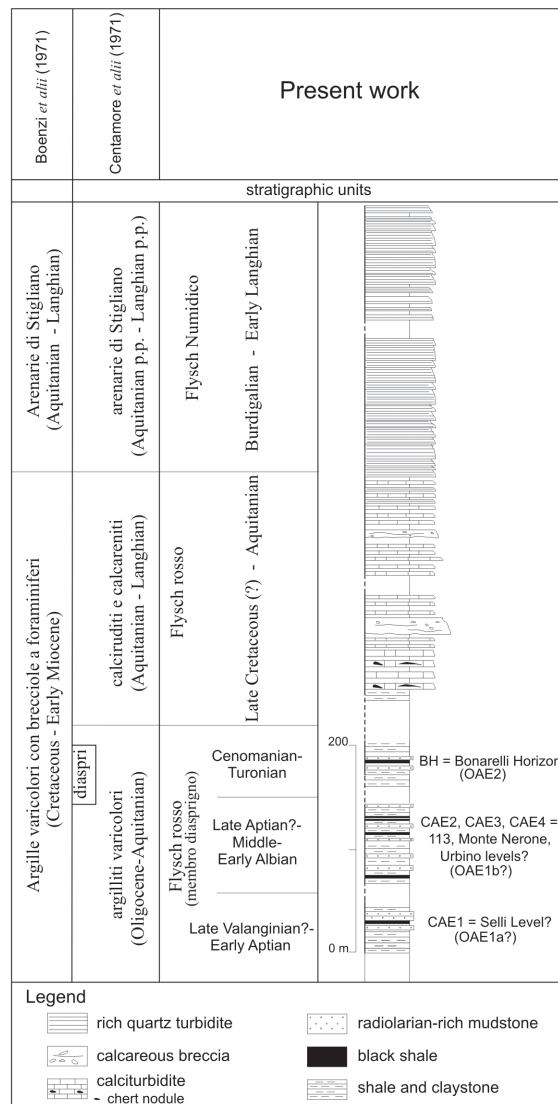 Boenzi et alii (1971)
Centamore et alii (1971)
Present work
stratigraphic units
Arenarie di Stigliano
(Aquitanian - Langhian)
arenarie di Stigliano
(Aquitanian p.p. - Langhian p.p.)
Flysch Numidico
Burdigalian - Early Langhian
Argille varicolori con brecciole a foraminiferi
(Cretaceous - Early Miocene)
calciruditi e calcareniti
(Aquitanian - Langhian)
Flysch rosso
Late Cretaceous (?) - Aquitanian
diaspri
argilliti varicolori
(Oligocene-Aquitanian)
Flysch rosso
(membro diasprigno)
Cenomanian-
Turonian
Late Aptian?-
Middle-
Early Albian
Late Valanginian?-
Early Aptian
200
0 m
BH = Bonarelli Horizon
(OAE2)
CAE2, CAE3, CAE4 =
113, Monte Nerone,
Urbino levels?
(OAE1b?)
CAE1 = Selli Level?
(OAE1a?)
Legend
rich quartz turbidite
calcareous breccia
calciturbidite
chert nodule
radiolarian-rich mudstone
black shale
shale and claystone